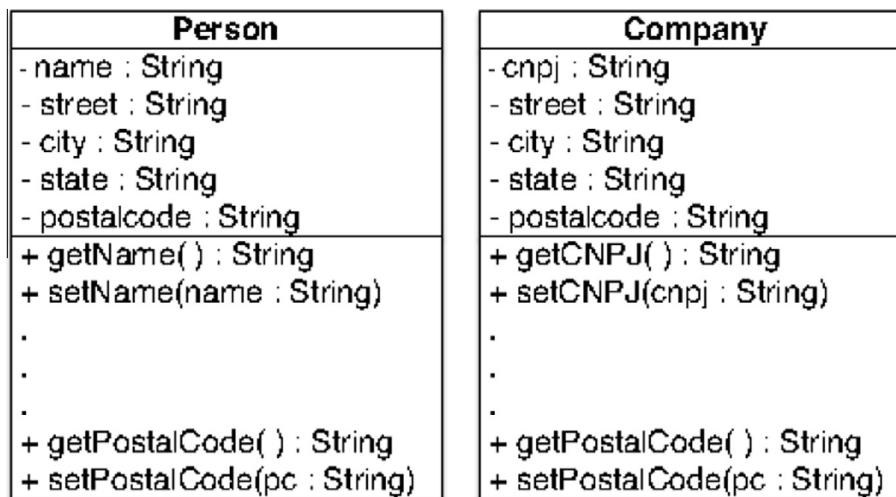 Person
- name : String
- street : String
- city : String
- state : String
- postalcode : String
+ getName( ) : String
+ setName(name : String)
.
.
.
+ getPostalCode( ) : String
+ setPostalCode(pc : String)
Company
- cnpj : String
- street : String
- city : String
- state : String
- postalcode : String
+ getCNPJ( ) : String
+ setCNPJ(cnpj : String)
.
.
.
+ getPostalCode( ) : String
+ setPostalCode(pc : String)